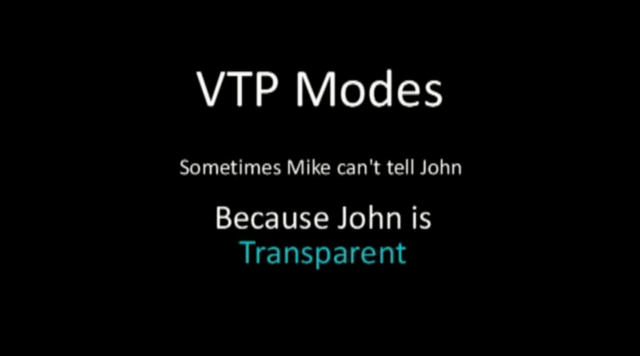 VTP Modes
Sometimes Mike can't tell John
Because John is
Transparent